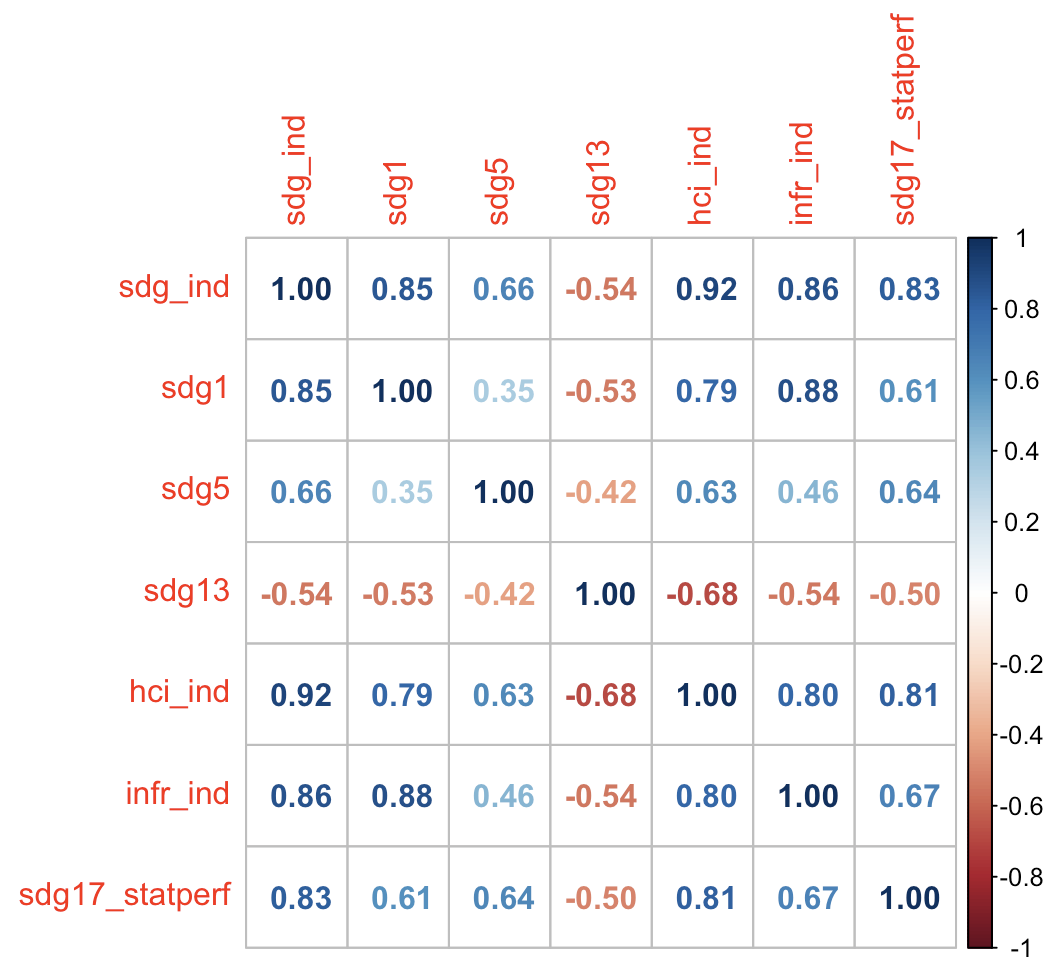 sdg_ind sdg1 sdg5 sdg13 hci_ind infr_ind sdg17_statperf
sdg_ind 1.00 0.85 0.66 -0.54 0.92 0.86 0.83
sdg1 0.85 1.00 0.35 -0.53 0.79 0.88 0.61
sdg5 0.66 0.35 1.00 -0.42 0.63 0.46 0.64
sdg13 -0.54 -0.53 -0.42 1.00 -0.68 -0.54 -0.50
hci_ind 0.92 0.79 0.63 -0.68 1.00 0.80 0.81
infr_ind 0.86 0.88 0.46 -0.54 0.80 1.00 0.67
sdg17_statperf 0.83 0.61 0.64 -0.50 0.81 0.67 1.00
1
0.8
0.6
0.4
0.2
0
-0.2
-0.4
-0.6
-0.8
-1